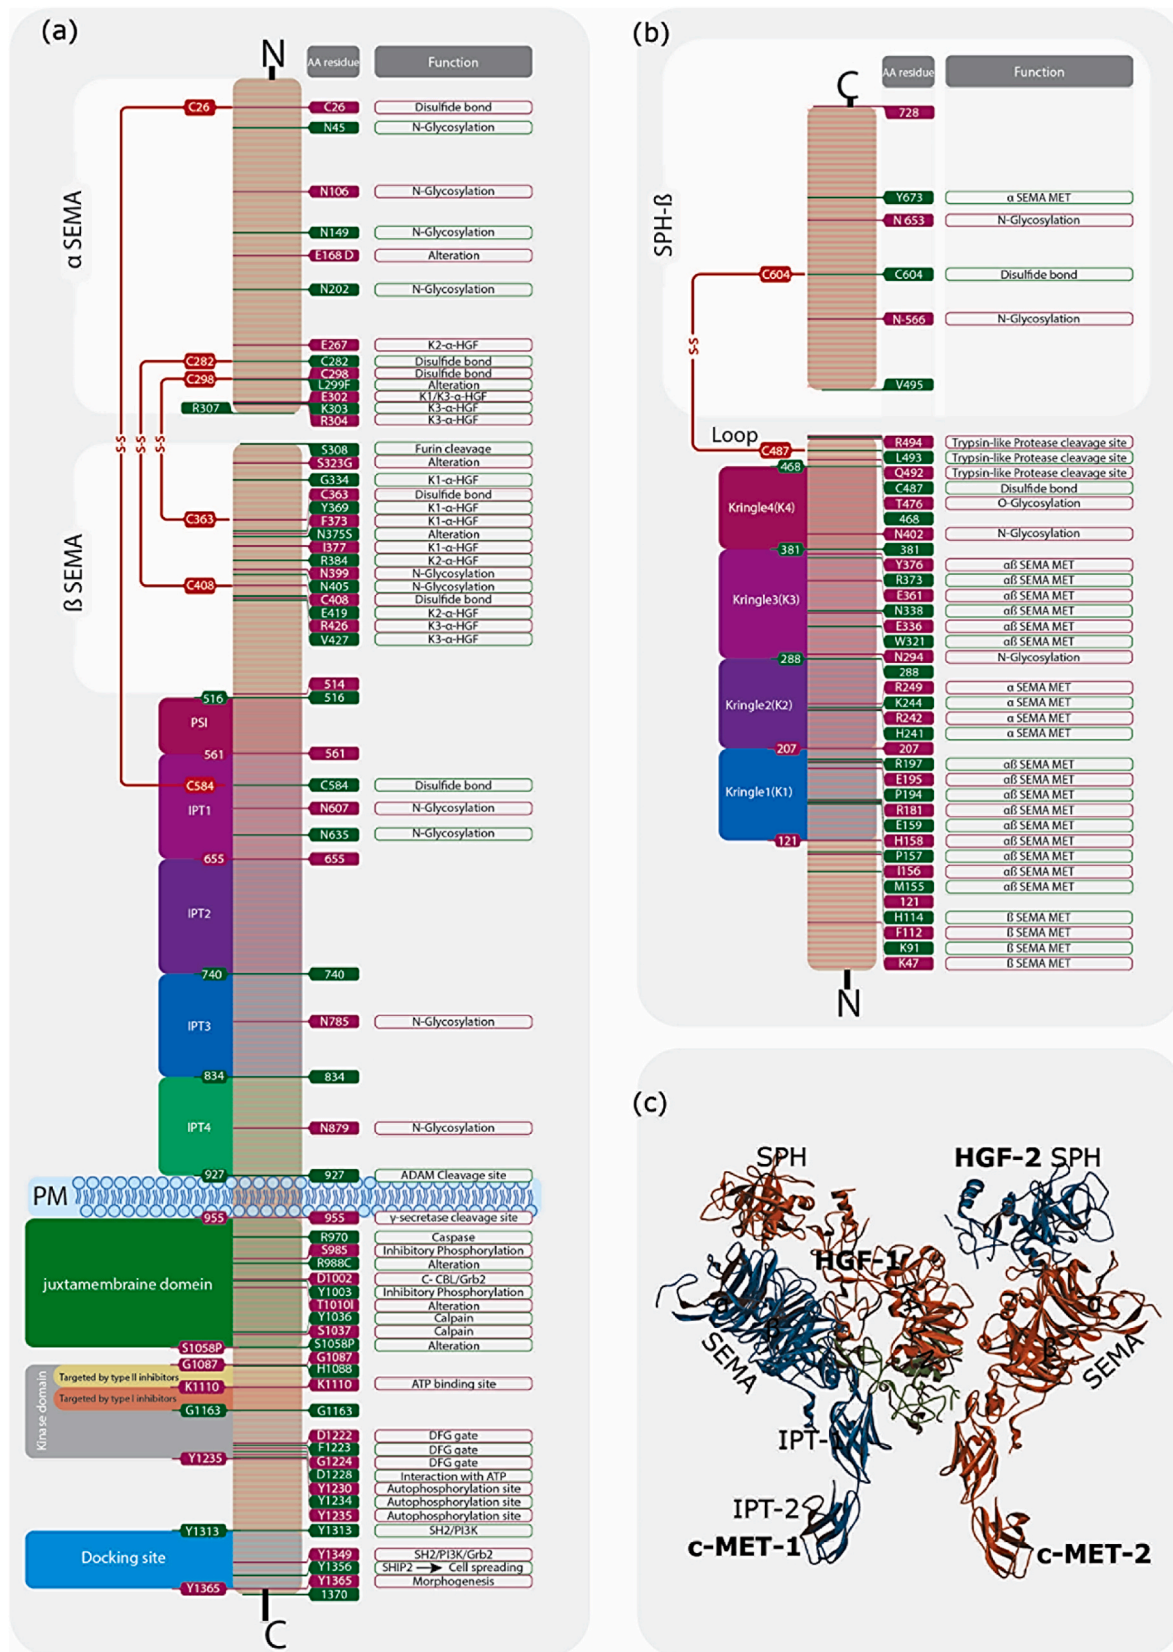 (a)
N
AA residue Function
α SEMA
C26 C26 Disulfide bond
N45 N-Glycosylation
N106 N-Glycosylation
N149 N-Glycosylation
E168 D Alteration
N202 N-Glycosylation
E267 K2-α-HGF
C282 C282 Disulfide bond
C298 C298 Disulfide bond
L299F Alteration
E302 K1/K3-α-HGF
R307 K303 K3-α-HGF
R304 K3-α-HGF
S-S S-S S-S
ß SEMA
S308 Furin cleavage
S323G Alteration
G334 K1-α-HGF
C363 Disulfide bond
Y369 K1-α-HGF
C363 F373 K1-α-HGF
N375S Alteration
I377 K1-α-HGF
R384 K2-α-HGF
N399 N-Glycosylation
C408 N405 N-Glycosylation
C408 Disulfide bond
E419 K2-α-HGF
R426 K3-α-HGF
V427 K3-α-HGF
514
516 516
PSI
561 561
C584 C584 Disulfide bond
IPT1
N607 N-Glycosylation
N635 N-Glycosylation
655 655
IPT2
740 740
IPT3
N785 N-Glycosylation
834 834
IPT4
N879 N-Glycosylation
927 927 ADAM Cleavage site
PM
955 955 γ-secretase cleavage site
R970 Caspase
S985 Inhibitory Phosphorylation
R988C Alteration
juxtamembraine domein
D1002 C- CBL/Grb2
Y1003 Inhibitory Phosphorylation
T1010I Alteration
Y1036 Calpain
S1037 Calpain
S1058P S1058P Alteration
G1087 G1087
H1088
Kinase domain
Targeted by type II inhibitors
K1110 K1110 ATP binding site
Targeted by type I inhibitors
G1163 G1163
D1222 DFG gate
F1223 DFG gate
Y1235 G1224 DFG gate
D1228 Interaction with ATP
Y1230 Autophosphorylation site
Y1234 Autophosphorylation site
Y1235 Autophosphorylation site
Y1313 Y1313 SH2/PI3K
Docking site
Y1349 SH2/PI3K/Grb2
Y1356 SHIP2 → Cell spreading
Y1365 Y1365 Morphogenesis
1370
C
(b)
C
AA residue Function
SPH-ß
728
Y673 α SEMA MET
N 653 N-Glycosylation
C604 C604 Disulfide bond
N-566 N-Glycosylation
S-S
V495
Loop
R494 Trypsin-like Protease cleavage site
C487 L493 Trypsin-like Protease cleavage site
468 Q492 Trypsin-like Protease cleavage site
C487 Disulfide bond
Kringle4(K4) T476 O-Glycosylation
468
N402 N-Glycosylation
381 381
Y376 αß SEMA MET
R373 αß SEMA MET
Kringle3(K3) E361 αß SEMA MET
N338 αß SEMA MET
E336 αß SEMA MET
W321 αß SEMA MET
288 N294 N-Glycosylation
288
R249 α SEMA MET
Kringle2(K2) K244 α SEMA MET
R242 α SEMA MET
H241 α SEMA MET
207 207
R197 αß SEMA MET
E195 αß SEMA MET
Kringle1(K1) P194 αß SEMA MET
R181 αß SEMA MET
E159 αß SEMA MET
121 H158 αß SEMA MET
P157 αß SEMA MET
I156 αß SEMA MET
M155 αß SEMA MET
121
H114 ß SEMA MET
F112 ß SEMA MET
K91 ß SEMA MET
K47 ß SEMA MET
N
(c)
SPH HGF-2 SPH
HGF-1
α β β α
SEMA SEMA
IPT-1
IPT-2
c-MET-1 c-MET-2